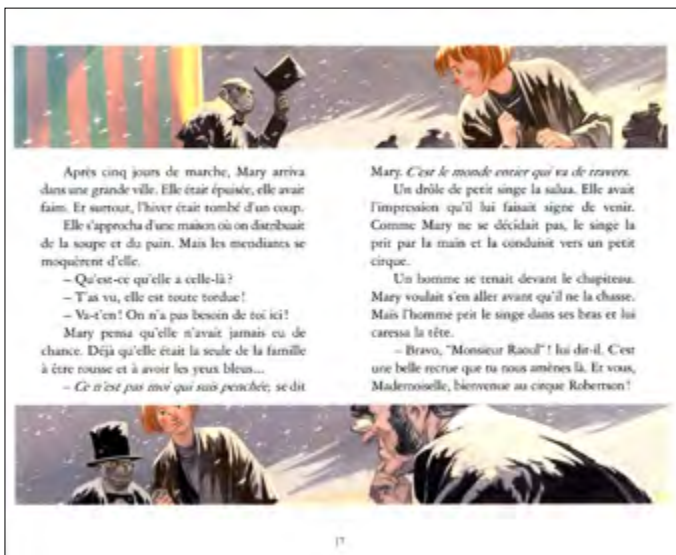 Après cinq jours de marche, Mary arriva
dans une grande ville. Elle était épuisée, elle avait
faim. Et surtout, l'hiver était tombé d'un coup.
Elle s'approcha d'une maison où on distribuait
de la soupe et du pain. Mais les mendiants se
moquèrent d'elle.
– Qu'est-ce qu'elle a celle-là ?
– T'as vu, elle est toute tordue !
– Va-t'en ! On n'a pas besoin de toi ici !
Mary pensa qu'elle n'avait jamais eu de
chance. Déjà qu'elle était la seule de la famille
à être rousse et à avoir les yeux bleus...
– Ce n'est pas moi qui suis penchée, se dit
Mary. C'est le monde entier qui va de travers.
Un drôle de petit singe la salua. Elle avait
l'impression qu'il lui faisait signe de venir.
Comme Mary ne se décidait pas, le singe la
prit par la main et la conduisit vers un petit
cirque.
Un homme se tenait devant le chapiteau.
Mary voulait s'en aller avant qu'il ne la chasse.
Mais l'homme prit le singe dans ses bras et lui
caressa la tête.
– Bravo, "Monsieur Raoul" ! lui dit-il. C'est
une belle recrue que tu nous amènes là. Et vous,
Mademoiselle, bienvenue au cirque Robertson !
17